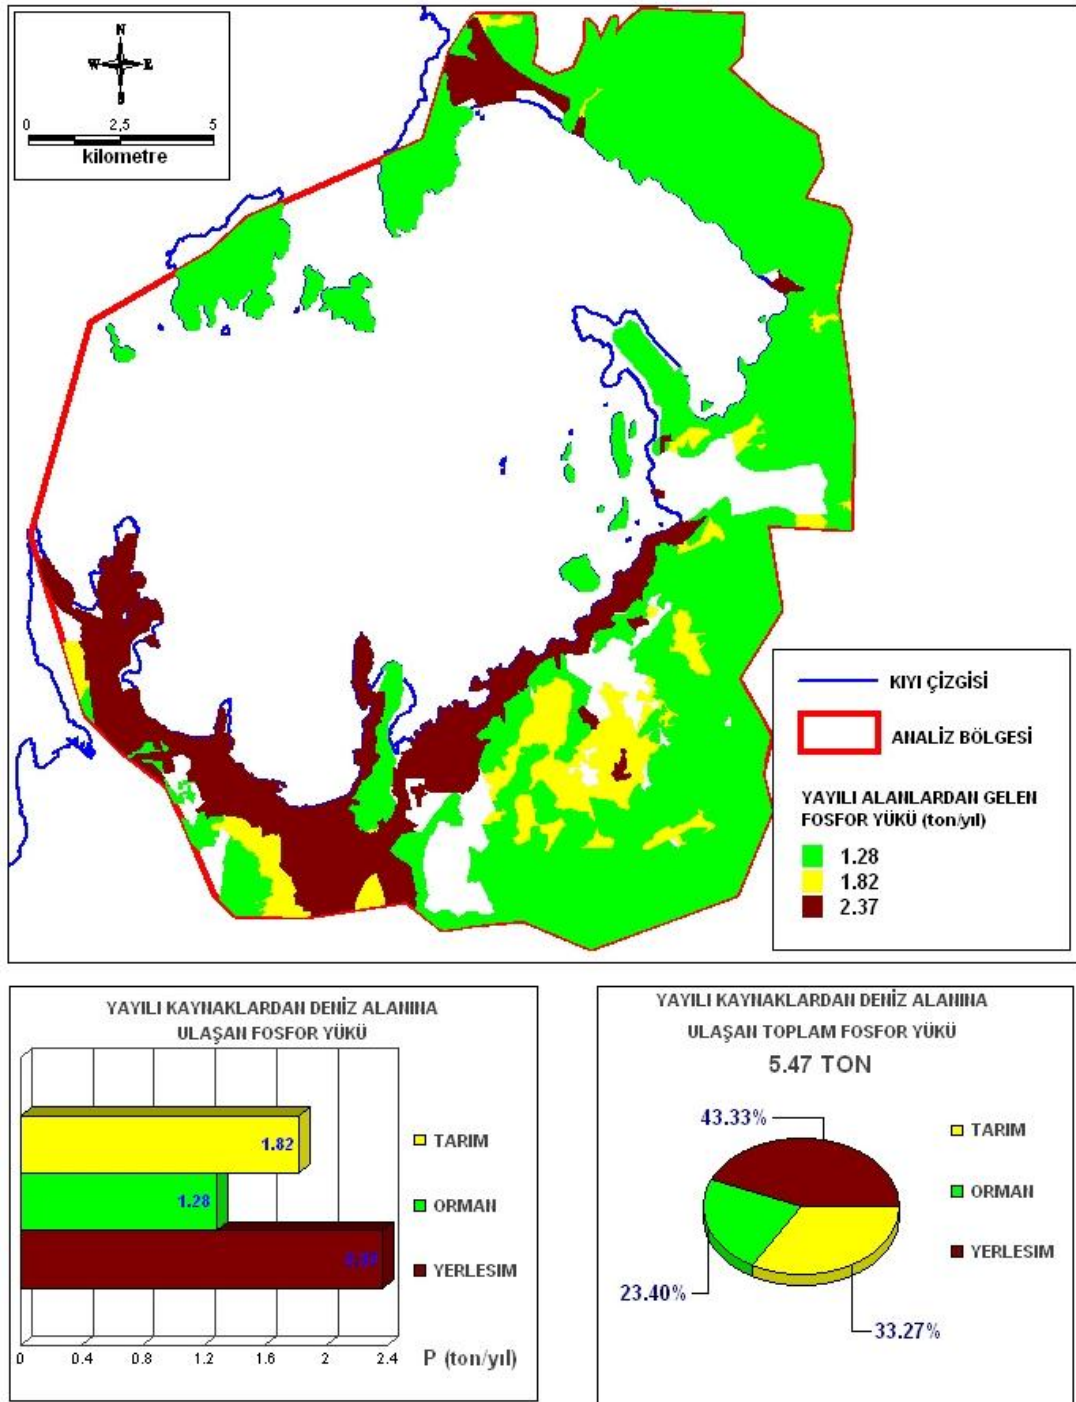 N
W E
S
0 2,5 5
kilometre
KIYI ÇİZGİSİ
ANALİZ BÖLGESİ
YAYILI ALANLARDAN GELEN
FOSFOR YÜKÜ (ton/yıl)
1.28
1.82
2.37
YAYILI KAYNAKLARDAN DENİZ ALANINA
ULAŞAN FOSFOR YÜKÜ
1.82
1.28
TARIM
ORMAN
YERLESIM
0 0.4 0.8 1.2 1.6 2 2.4
P (ton/yıl)
YAYILI KAYNAKLARDAN DENİZ ALANINA
ULAŞAN TOPLAM FOSFOR YÜKÜ
5.47 TON
43.33%
23.40%
33.27%
TARIM
ORMAN
YERLESIM